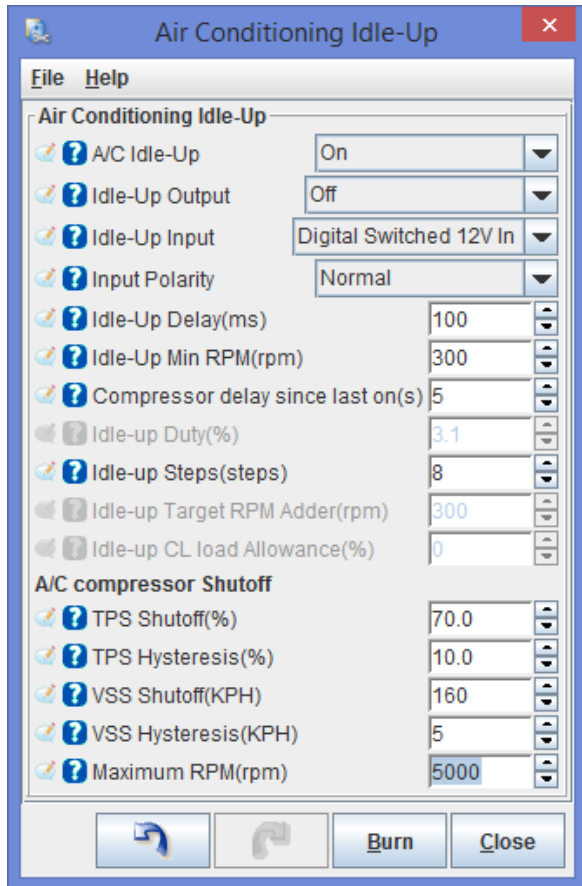 Air Conditioning Idle-Up
File Help
Air Conditioning Idle-Up
A/C Idle-Up On
Idle-Up Output Off
Idle-Up Input Digital Switched 12V In
Input Polarity Normal
Idle-Up Delay(ms) 100
Idle-Up Min RPM(rpm) 300
Compressor delay since last on(s) 5
Idle-up Duty(%) 3.1
Idle-up Steps(steps) 8
Idle-up Target RPM Adder(rpm) 300
Idle-up CL load Allowance(%) 0
A/C compressor Shutoff
TPS Shutoff(%) 70.0
TPS Hysteresis(%) 10.0
VSS Shutoff(KPH) 160
VSS Hysteresis(KPH) 5
Maximum RPM(rpm) 5000
Burn Close